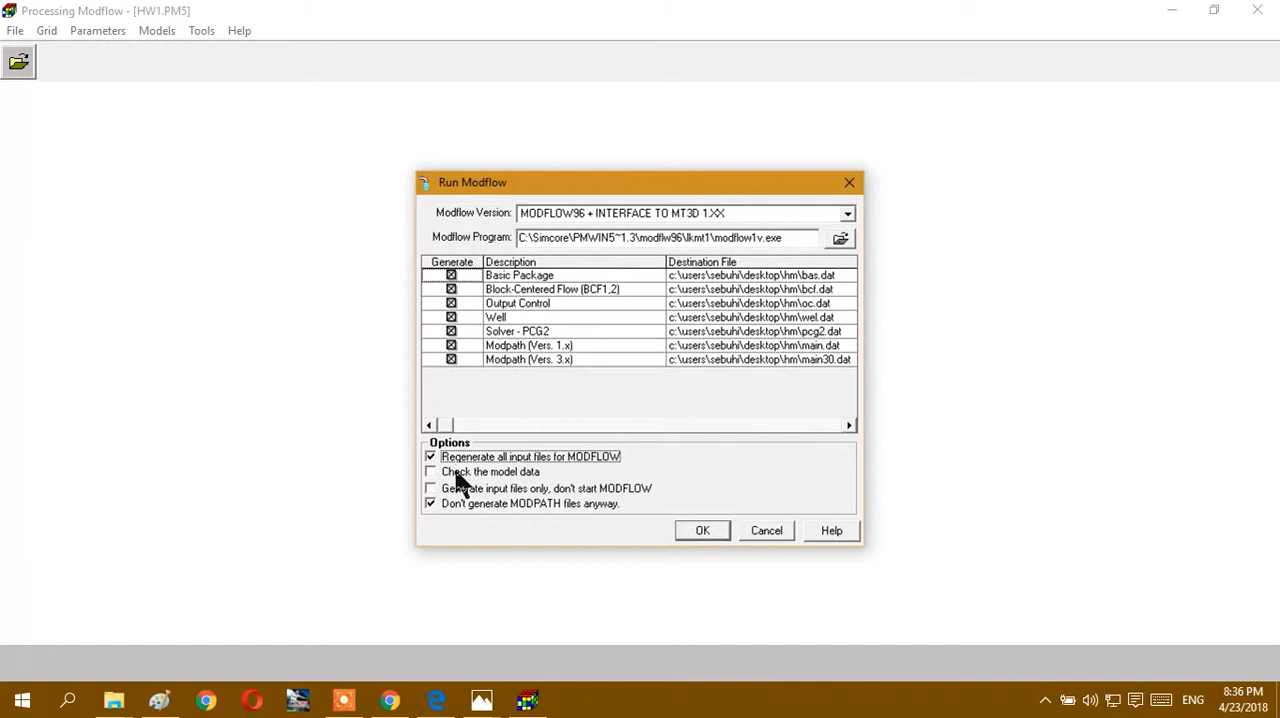 Processing Modflow - [HW1.PM5]
File Grid Parameters Models Tools Help
Run Modflow
Modflow Version: MODFLOW96 + INTERFACE TO MT3D 1.XX
Modflow Program: C:\Simcore\PMWIN5~1.3\modflw96\lkmt1\modflow1v.exe
Generate Description Destination File
Basic Package c:\users\sebuhi\desktop\hm\bas.dat
Block-Centered Flow (BCF1,2) c:\users\sebuhi\desktop\hm\bcf.dat
Output Control c:\users\sebuhi\desktop\hm\oc.dat
Well c:\users\sebuhi\desktop\hm\wel.dat
Solver - PCG2 c:\users\sebuhi\desktop\hm\pcg2.dat
Modpath (Vers. 1.x) c:\users\sebuhi\desktop\hm\main.dat
Modpath (Vers. 3.x) c:\users\sebuhi\desktop\hm\main30.dat
Options
Regenerate all input files for MODFLOW
Check the model data
Generate input files only, don't start MODFLOW
Don't generate MODPATH files anyway.
OK Cancel Help
ENG 8:36 PM
4/23/2018